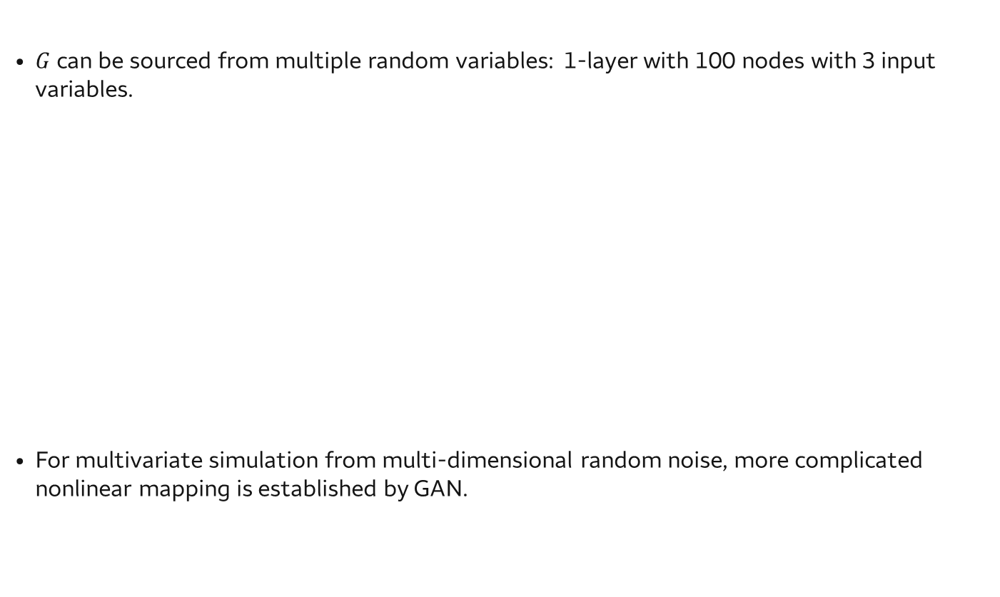 • G can be sourced from multiple random variables: 1-layer with 100 nodes with 3 input
variables.
• For multivariate simulation from multi-dimensional random noise, more complicated
nonlinear mapping is established by GAN.